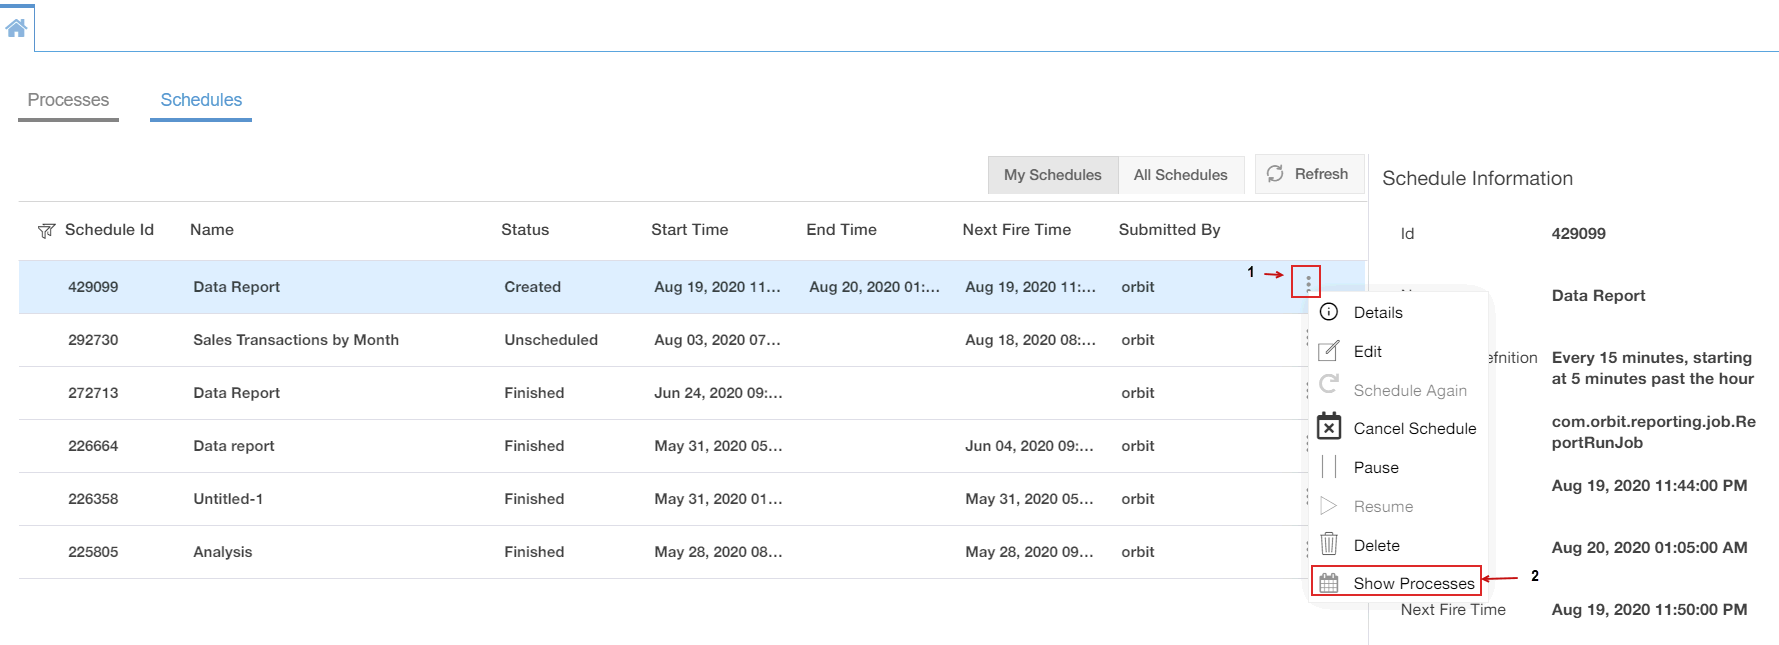 Processes
Schedules
My Schedules
All Schedules
Refresh
Schedule Id
Name
Status
Start Time
End Time
Next Fire Time
Submitted By
429099
Data Report
Created
Aug 19, 2020 11...
Aug 20, 2020 01:...
Aug 19, 2020 11:...
orbit
1
292730
Sales Transactions by Month
Unscheduled
Aug 03, 2020 07...
Aug 18, 2020 08:...
orbit
272713
Data Report
Finished
Jun 24, 2020 09:...
orbit
226664
Data report
Finished
May 31, 2020 05...
Jun 04, 2020 09:...
orbit
226358
Untitled-1
Finished
May 31, 2020 01...
May 31, 2020 05...
orbit
225805
Analysis
Finished
May 28, 2020 08...
May 28, 2020 09...
orbit
Details
Edit
Schedule Again
Cancel Schedule
Pause
Resume
Delete
Show Processes
2
Schedule Information
Id
429099
Data Report
efnition
Every 15 minutes, starting
at 5 minutes past the hour
com.orbit.reporting.job.Re
portRunJob
Aug 19, 2020 11:44:00 PM
Aug 20, 2020 01:05:00 AM
Next Fire Time
Aug 19, 2020 11:50:00 PM